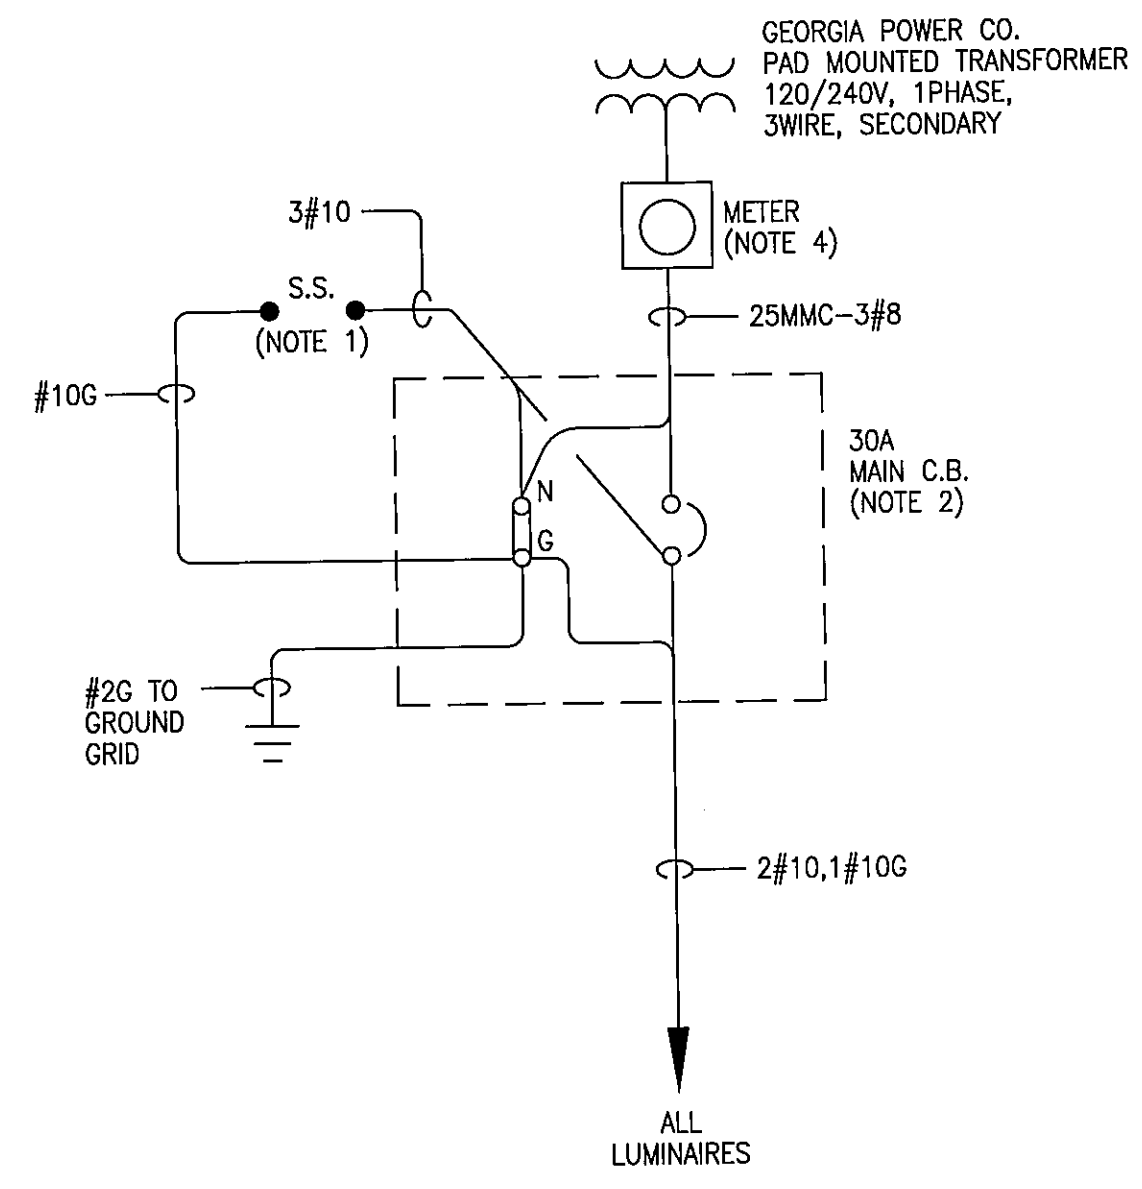 GEORGIA POWER CO.
PAD MOUNTED TRANSFORMER
120/240V, 1PHASE,
3WIRE, SECONDARY
3#10
METER
(NOTE 4)
S.S.
(NOTE 1)
25MMC-3#8
#10G
30A
MAIN C.B.
(NOTE 2)
N
G
#2G TO
GROUND
GRID
2#10,1#10G
ALL
LUMINAIRES